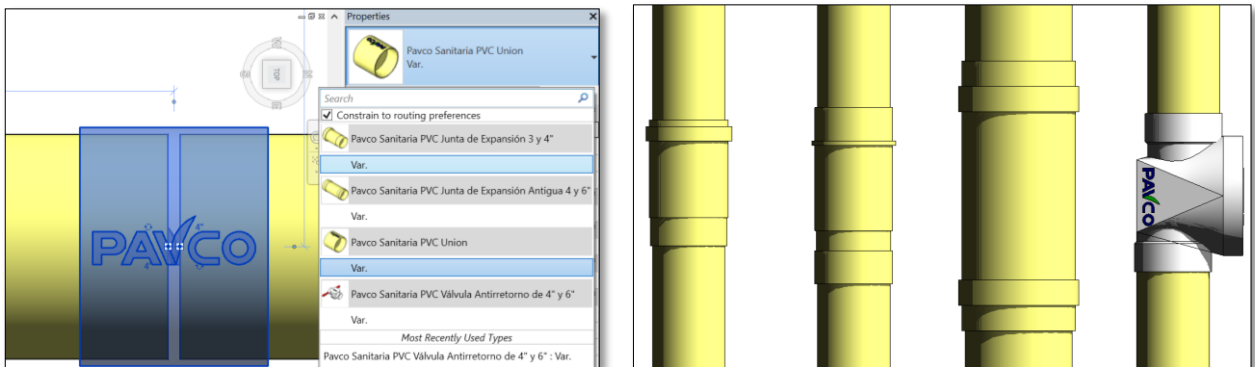 Properties
Pavco Sanitaria PVC Union
Var.
TOP
Search
Constrain to routing preferences
Pavco Sanitaria PVC Junta de Expansión 3 y 4"
Var.
Pavco Sanitaria PVC Junta de Expansión Antigua 4 y 6"
Var.
Pavco Sanitaria PVC Union
Var.
Pavco Sanitaria PVC Válvula Antirretorno de 4" y 6"
Var.
Most Recently Used Types
Pavco Sanitaria PVC Válvula Antirretorno de 4" y 6" : Var.
4"
PAVCO
PAVCO